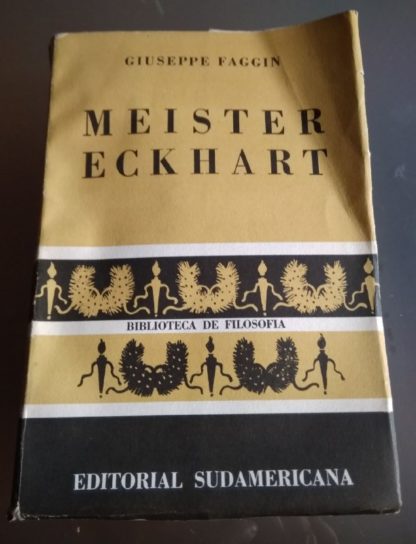 GIUSEPPE FAGGIN
MEISTER
ECKHART
BIBLIOTECA DE FILOSOFIA
EDITORIAL SUDAMERICANA